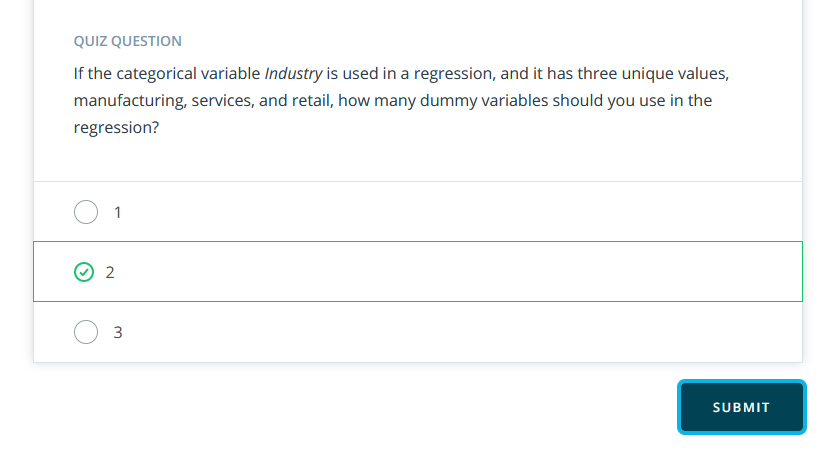 QUIZ QUESTION
If the categorical variable Industry is used in a regression, and it has three unique values,
manufacturing, services, and retail, how many dummy variables should you use in the
regression?
1
2
3
SUBMIT